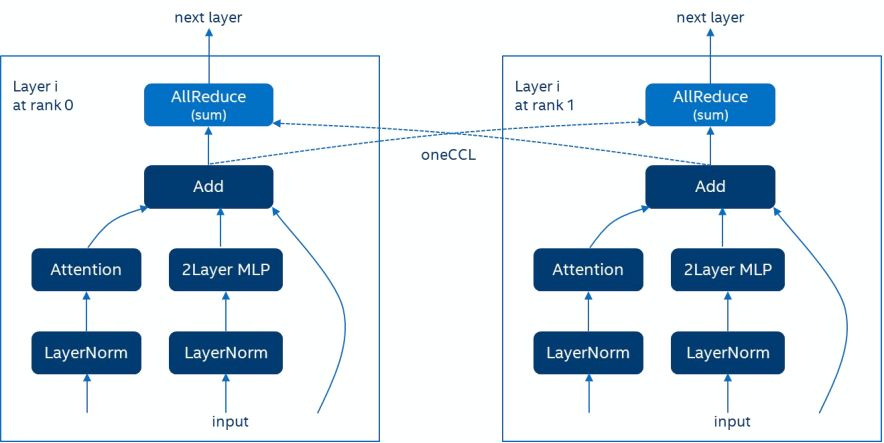 next layer
next layer
Layer i
at rank 0
AllReduce
(sum)
Layer i
at rank 1
AllReduce
(sum)
oneCCL
Add
Add
Attention
2Layer MLP
Attention
2Layer MLP
LayerNorm
LayerNorm
LayerNorm
LayerNorm
input
input